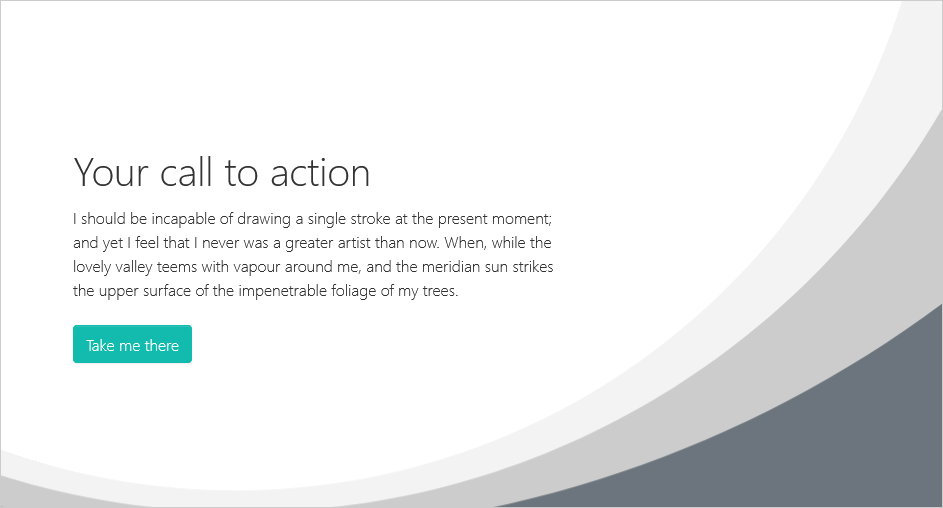 Your call to action
I should be incapable of drawing a single stroke at the present moment;
and yet I feel that I never was a greater artist than now. When, while the
lovely valley teems with vapour around me, and the meridian sun strikes
the upper surface of the impenetrable foliage of my trees.
Take me there